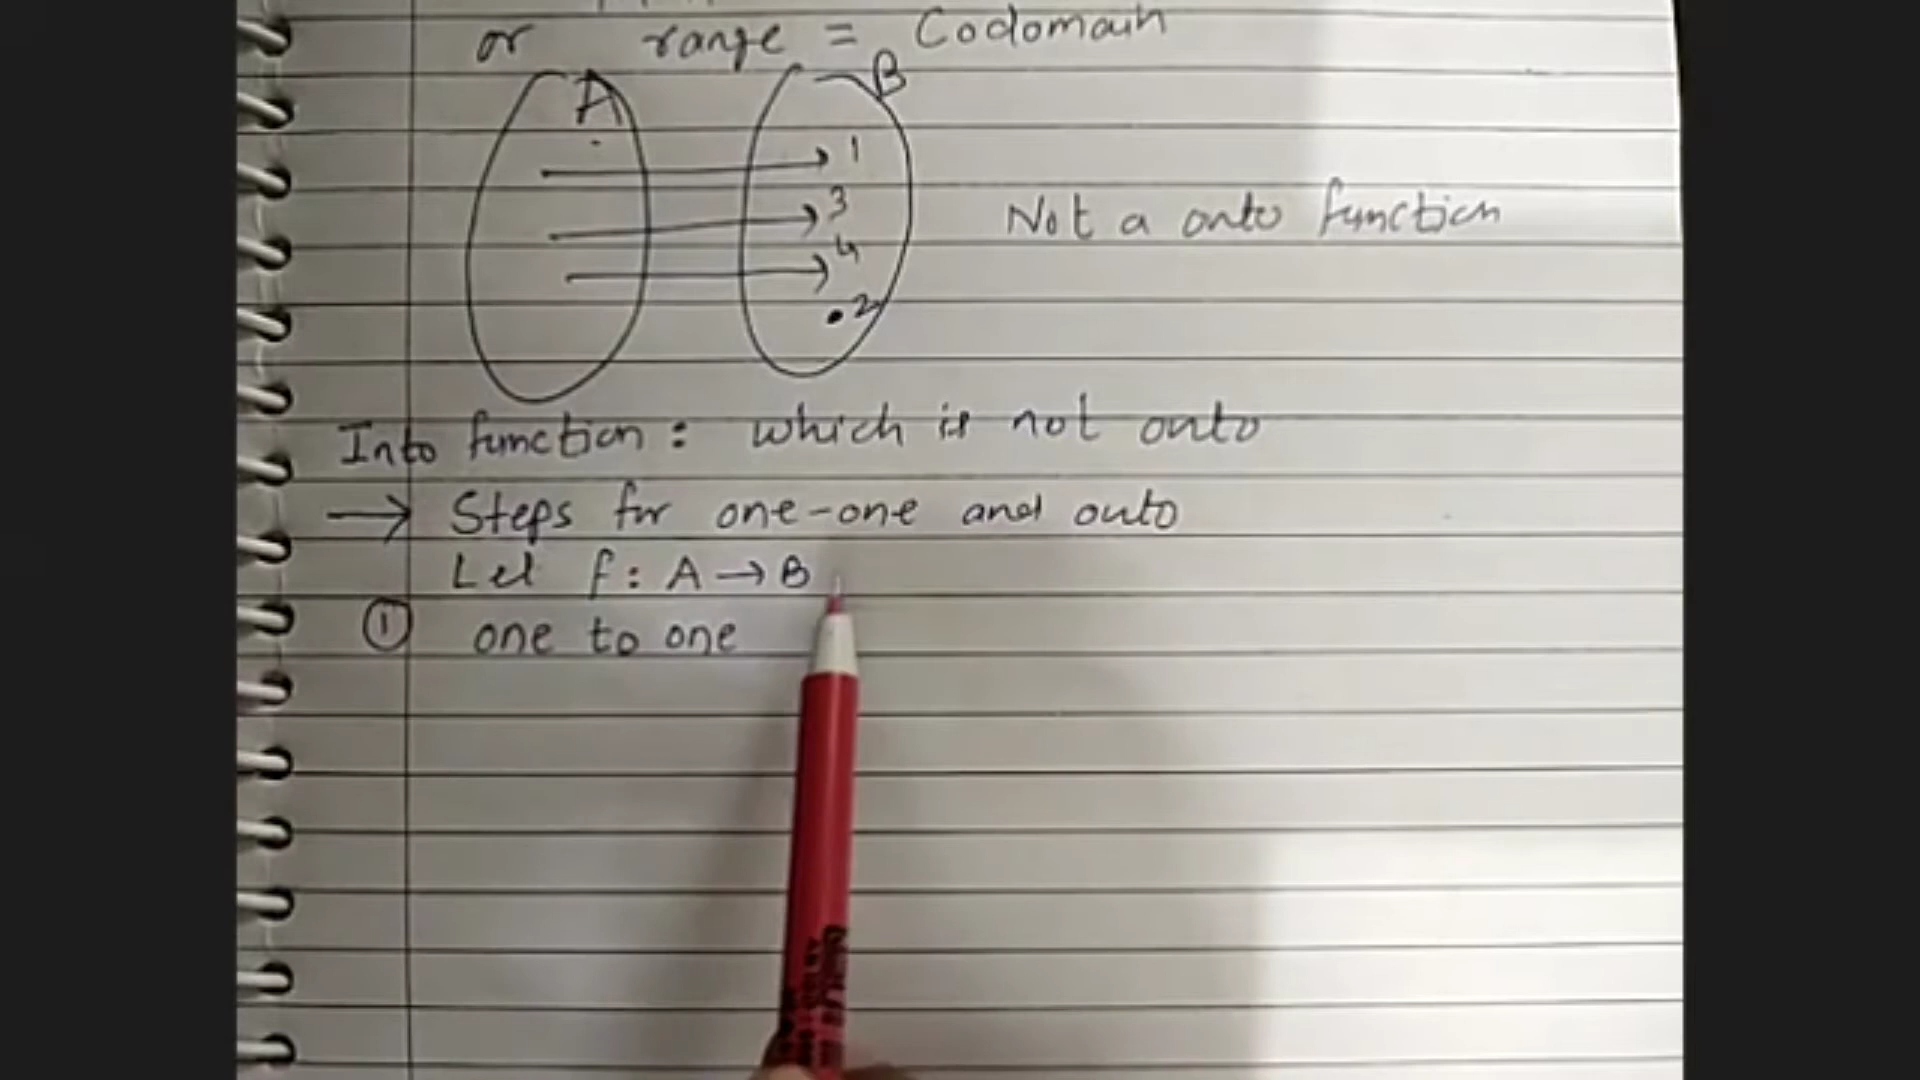 or range = Codomain
A B
1
3
4
2
Not a onto function
Into function: which is not onto
→ Steps for one-one and onto
Let f: A → B
① one to one